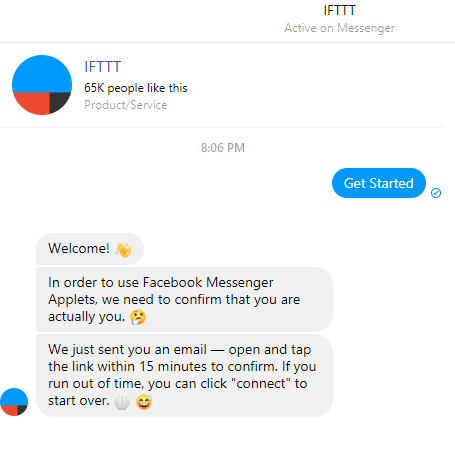 IFTTT
Active on Messenger
IFTTT
65K people like this
Product/Service
8:06 PM
Get Started
Welcome! 👋
In order to use Facebook Messenger
Applets, we need to confirm that you are
actually you. 🤔
We just sent you an email — open and tap
the link within 15 minutes to confirm. If you
run out of time, you can click "connect" to
start over. 😅